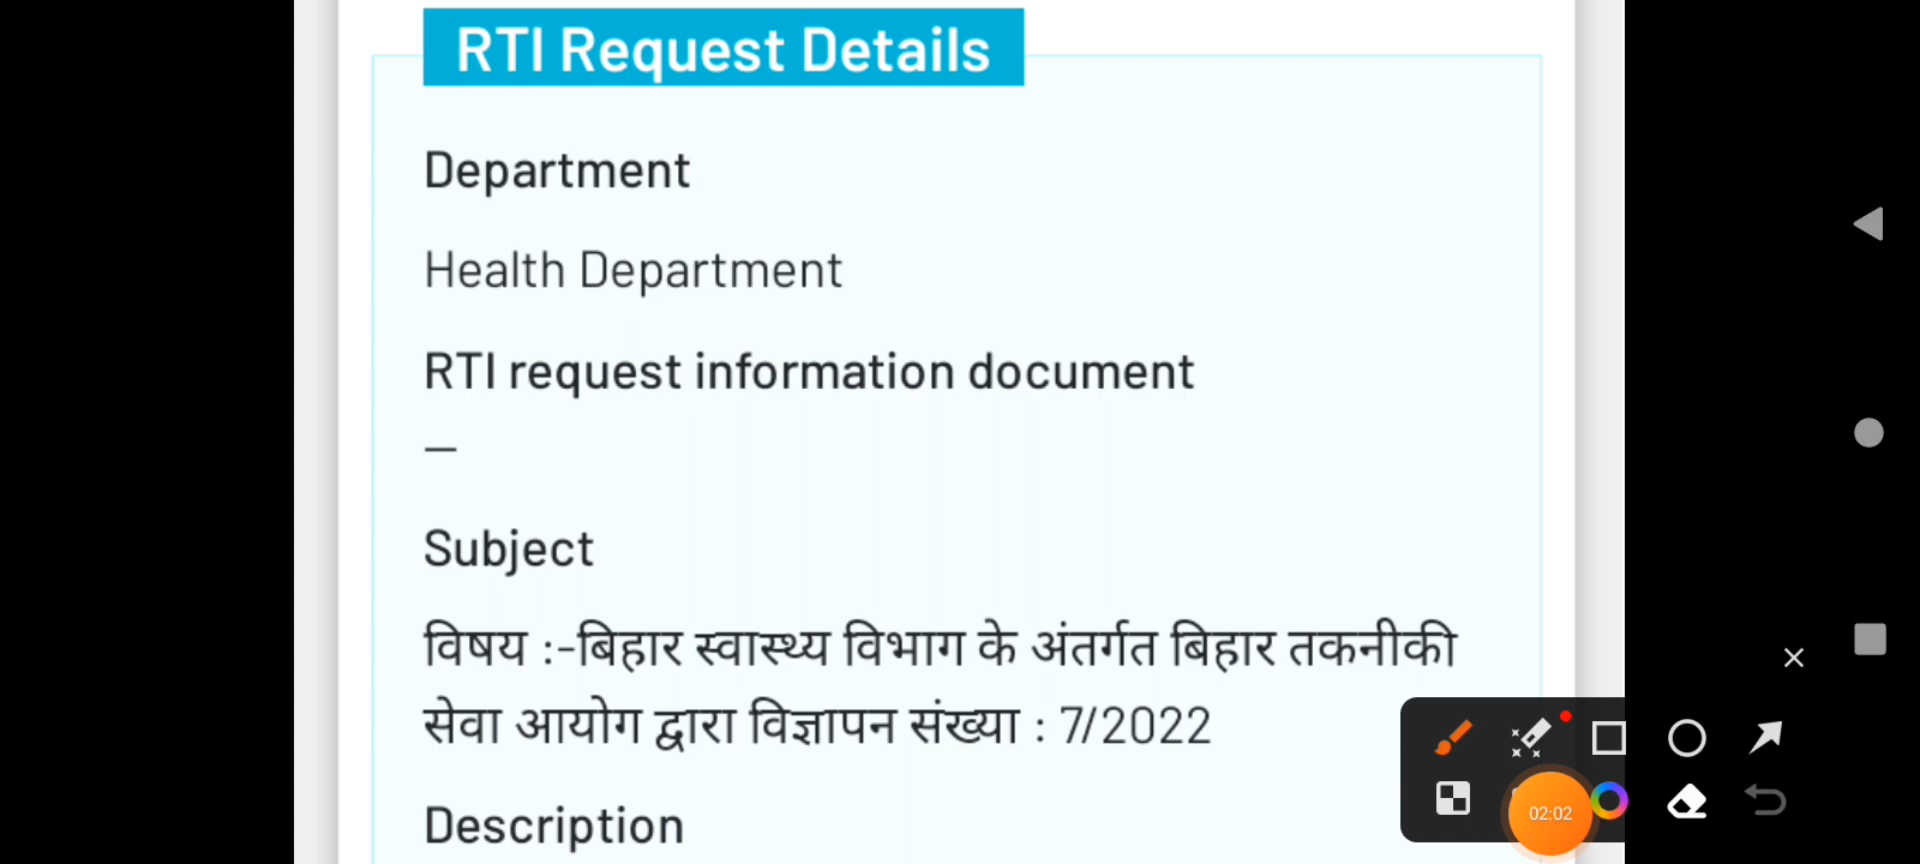 RTI Request Details
Department
Health Department
RTI request information document
—
Subject
विषय :-बिहार स्वास्थ्य विभाग के अंतर्गत बिहार तकनीकी
सेवा आयोग द्वारा विज्ञापन संख्या : 7/2022
Description
02:02